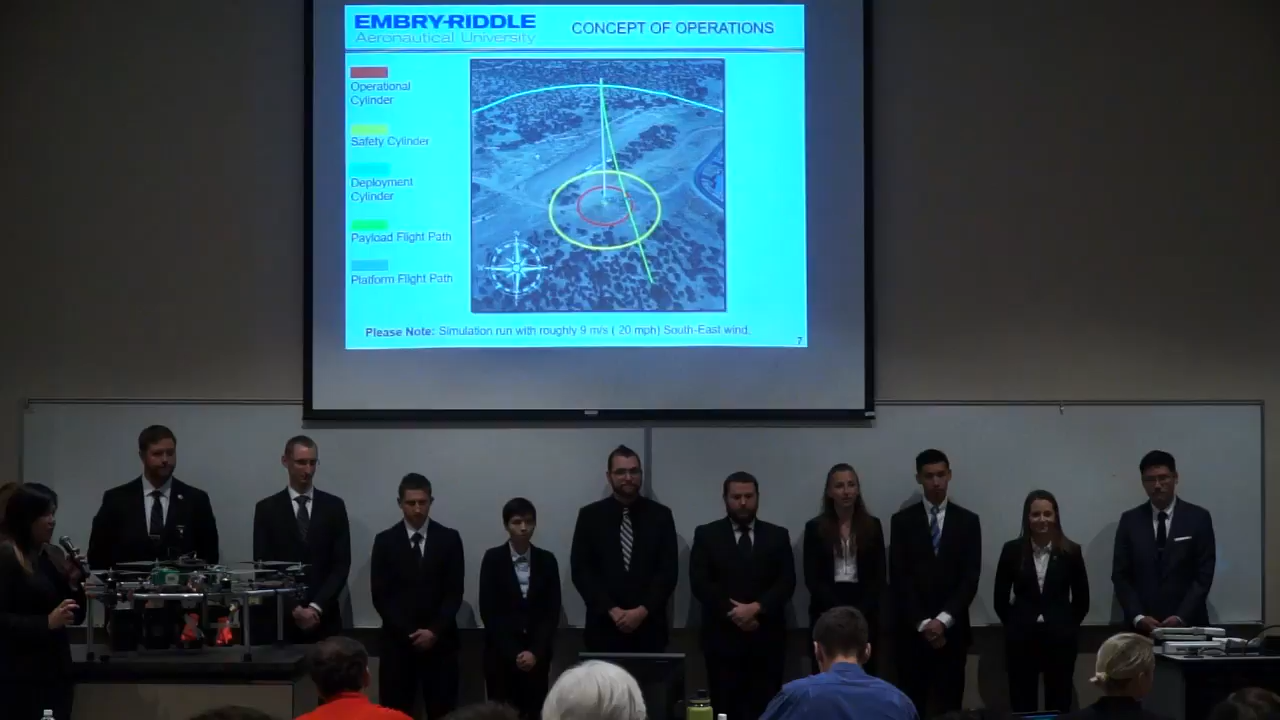 EMBRY-RIDDLE
Aeronautical University
CONCEPT OF OPERATIONS
Operational
Cylinder
Safety Cylinder
Deployment
Cylinder
Payload Flight Path
Platform Flight Path
Please Note: Simulation run with roughly 9 m/s ( 20 mph) South-East wind.
7